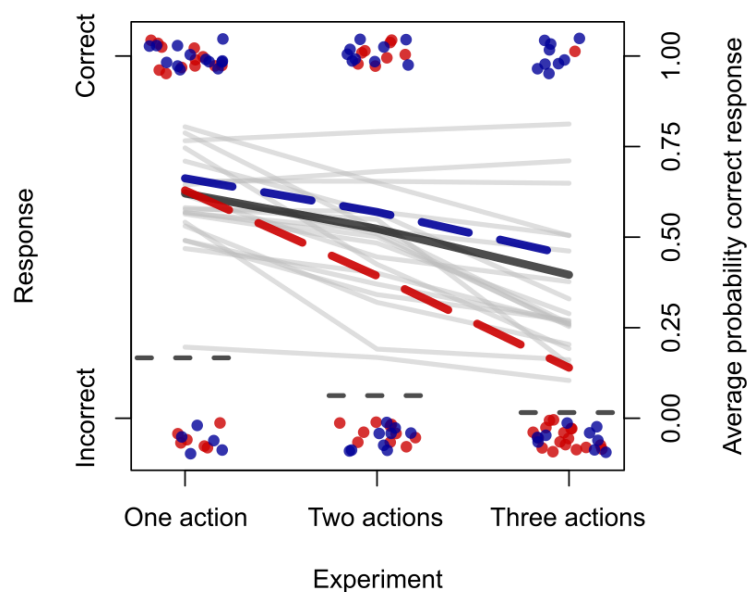 Correct
Incorrect
Response
1.00
0.75
0.50
0.25
0.00
Average probability correct response
One action
Two actions
Three actions
Experiment